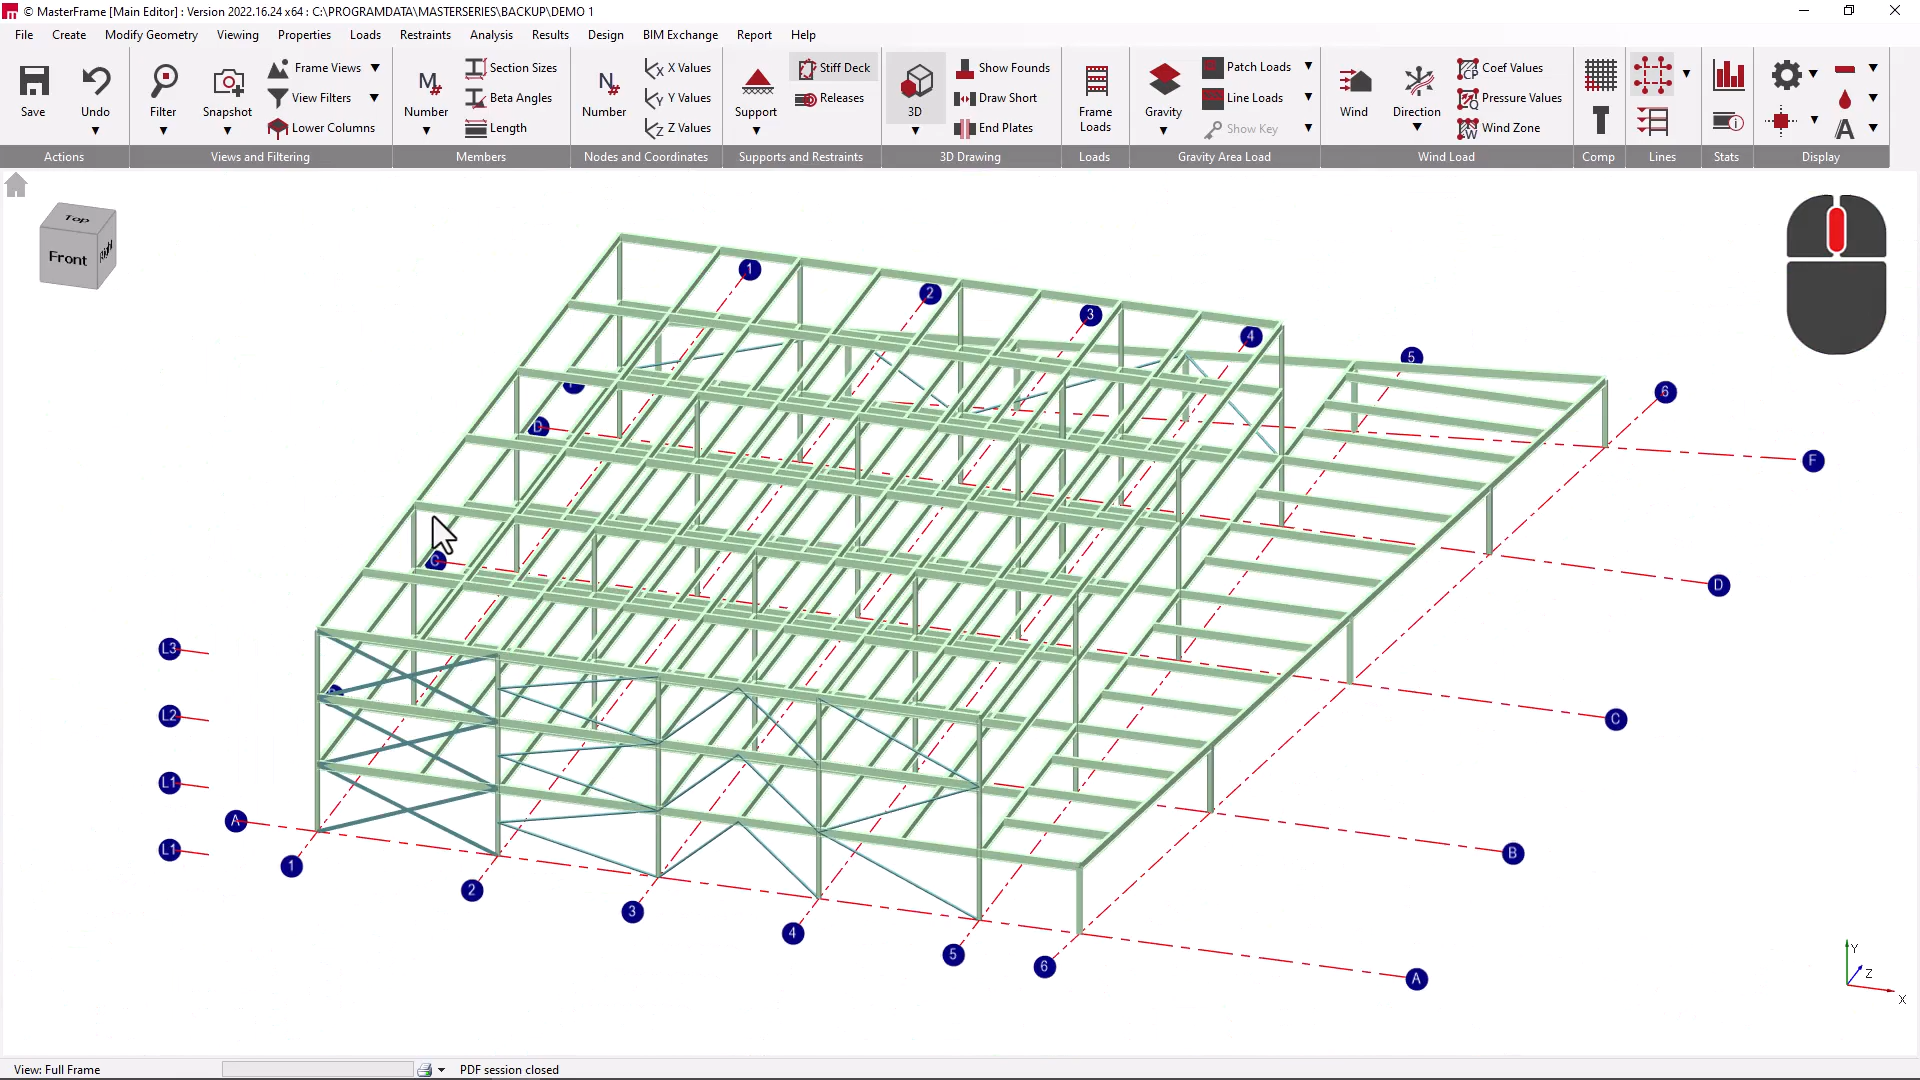 © MasterFrame [Main Editor] : Version 2022.16.24 x64 : C:\PROGRAMDATA\MASTERSERIES\BACKUP\DEMO 1
File Create Modify Geometry Viewing Properties Loads Restraints Analysis Results Design BIM Exchange Report Help
Save
Undo
Filter
Snapshot
Frame Views
View Filters
Lower Columns
M#
Number
Section Sizes
Beta Angles
Length
N#
Number
X Values
Y Values
Z Values
Support
Stiff Deck
Releases
3D
Show Founds
Draw Short
End Plates
Frame
Loads
Gravity
Patch Loads
Line Loads
Show Key
Wind
Direction
Coef Values
Pressure Values
Wind Zone
Actions
Views and Filtering
Members
Nodes and Coordinates
Supports and Restraints
3D Drawing
Loads
Gravity Area Load
Wind Load
Comp
Lines
Stats
Display
Top
Front
Right
1
2
3
4
5
6
D
F
C
D
L3
L2
C
L1
A
L1
B
1
2
3
4
5
6
A
Y
Z
X
View: Full Frame
PDF session closed